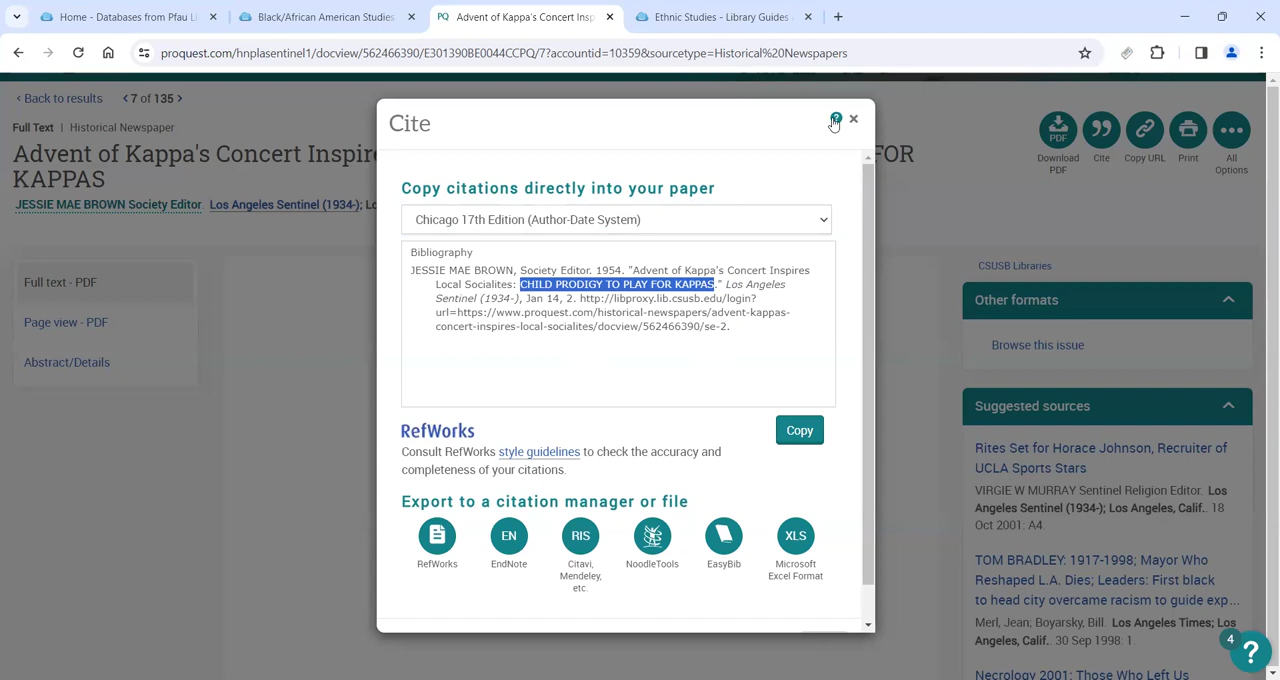 Home - Databases from Pfau L
Black/African American Studies
PQ Advent of Kappa's Concert Insp
Ethnic Studies - Library Guides
proquest.com/hnplasentinel1/docview/562466390/E301390BE0044CCPQ/7?accountid=10359&sourcetype=Historical%20Newspapers
Back to results
7 of 135
Full Text | Historical Newspaper
Advent of Kappa's Concert Inspire
FOR
KAPPAS
JESSIE MAE BROWN Society Editor. Los Angeles Sentinel (1934-); Lo
Download PDF
Cite
Copy URL
Print
All Options
Full text - PDF
Page view - PDF
Abstract/Details
Cite
?
Copy citations directly into your paper
Chicago 17th Edition (Author-Date System)
Bibliography
JESSIE MAE BROWN, Society Editor. 1954. "Advent of Kappa's Concert Inspires
Local Socialites: CHILD PRODIGY TO PLAY FOR KAPPAS." Los Angeles
Sentinel (1934-), Jan 14, 2. http://libproxy.lib.csusb.edu/login?
url=https://www.proquest.com/historical-newspapers/advent-kappas-
concert-inspires-local-socialites/docview/562466390/se-2.
Copy
RefWorks
Consult RefWorks style guidelines to check the accuracy and
completeness of your citations.
Export to a citation manager or file
RefWorks
EN
EndNote
RIS
Citavi,
Mendeley,
etc.
NoodleTools
EasyBib
XLS
Microsoft
Excel Format
CSUSB Libraries
Other formats
Browse this issue
Suggested sources
Rites Set for Horace Johnson, Recruiter of
UCLA Sports Stars
VIRGIE W MURRAY Sentinel Religion Editor. Los
Angeles Sentinel (1934-); Los Angeles, Calif.. 18
Oct 2001: A4.
TOM BRADLEY: 1917-1998; Mayor Who
Reshaped L.A. Dies; Leaders: First black
to head city overcame racism to guide exp...
Merl, Jean; Boyarsky, Bill. Los Angeles Times; Los
Angeles, Calif.. 30 Sep 1998: 1.
Necrology 2001: Those Who Left Us
4
?